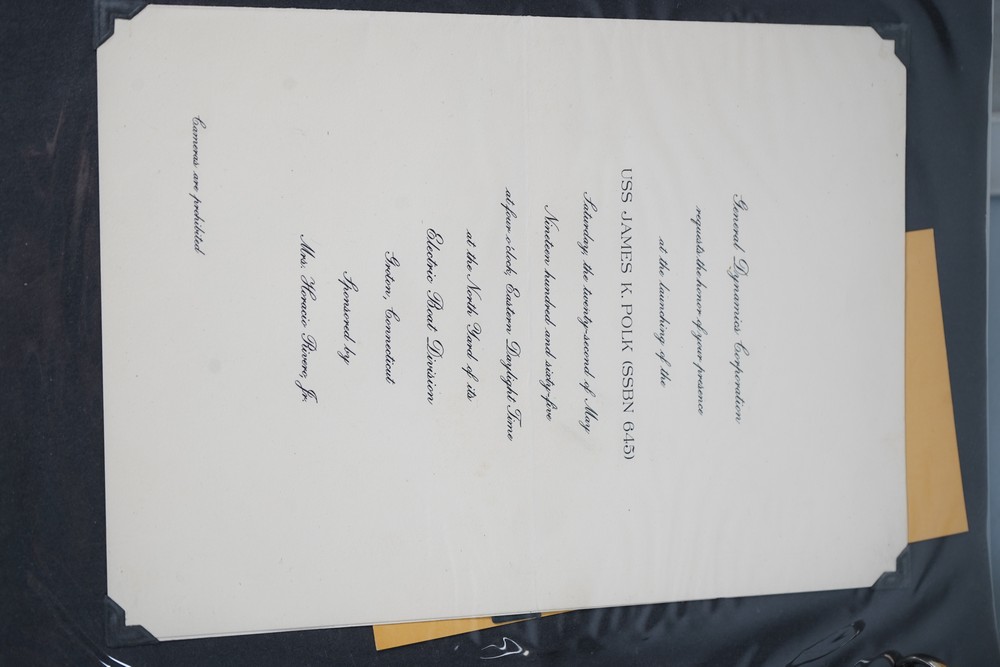 General Dynamics Corporation
requests the honor of your presence
at the launching of the
USS JAMES K. POLK (SSBN 645)
Saturday, the twenty-second of May
Nineteen hundred and sixty-five
at four o'clock, Eastern Daylight Time
at the North Yard of its
Electric Boat Division
Groton, Connecticut
Sponsored by
Mrs. Horacio Rivero, Jr.
Cameras are prohibited